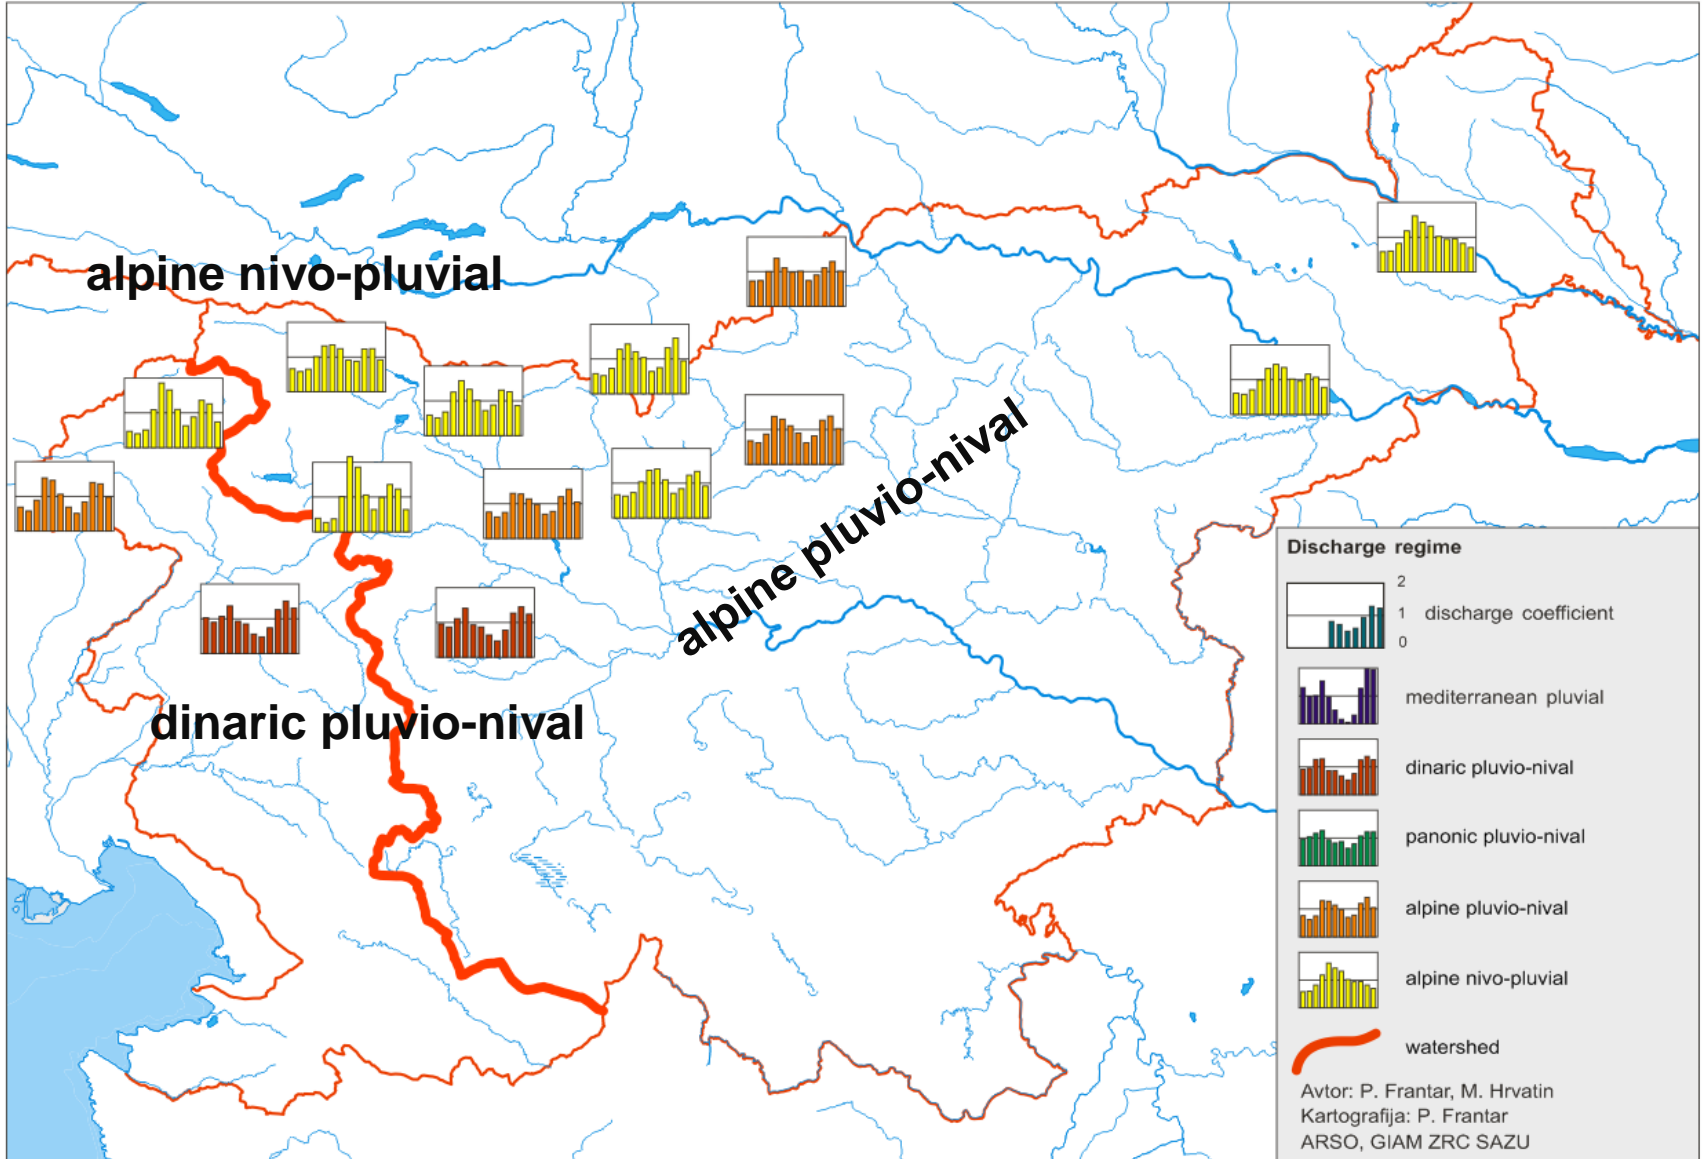 alpine nivo-pluvial
alpine pluvio-nival
dinaric pluvio-nival
Discharge regime
2
1
0
discharge coefficient
mediterranean pluvial
dinaric pluvio-nival
panonic pluvio-nival
alpine pluvio-nival
alpine nivo-pluvial
watershed
Avtor: P. Frantar, M. Hrvatin
Kartografija: P. Frantar
ARSO, GIAM ZRC SAZU